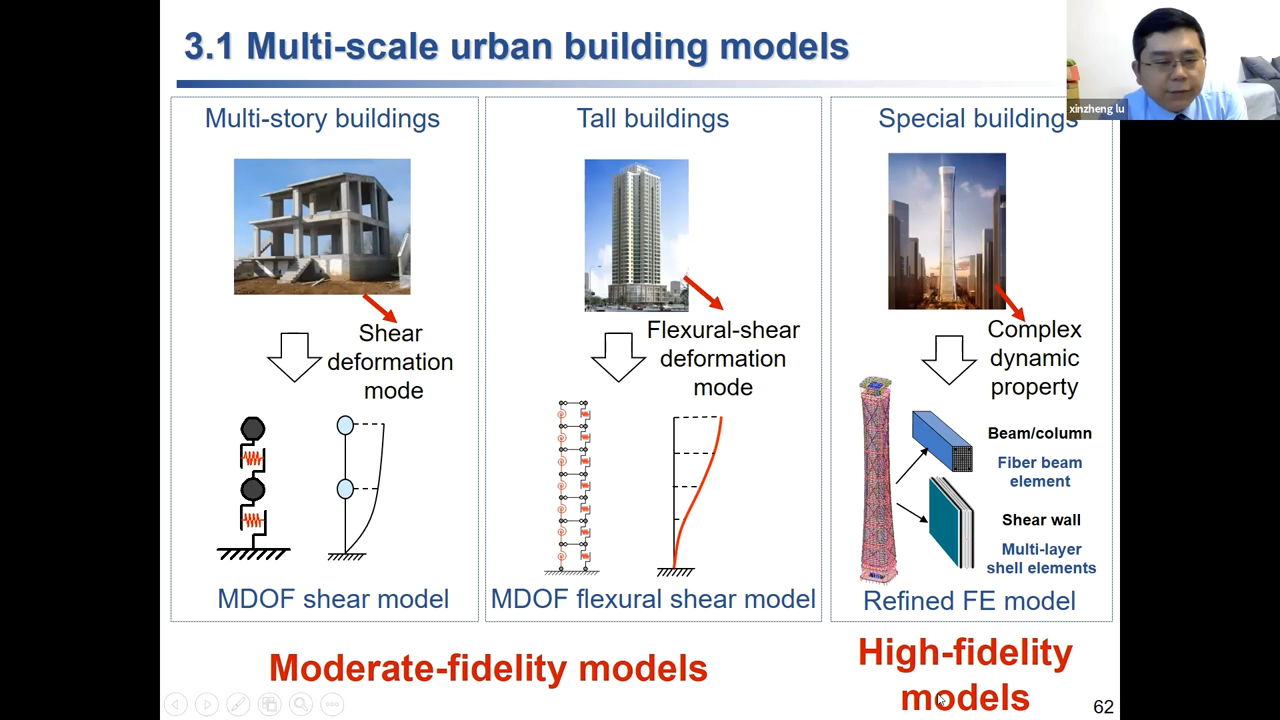 3.1 Multi-scale urban building models
xinzheng lu
Multi-story buildings
Shear
deformation
mode
MDOF shear model
Tall buildings
Flexural-shear
deformation
mode
MDOF flexural shear model
Special buildings
Complex
dynamic
property
Beam/column
Fiber beam
element
Shear wall
Multi-layer
shell elements
Refined FE model
Moderate-fidelity models
High-fidelity
models
62